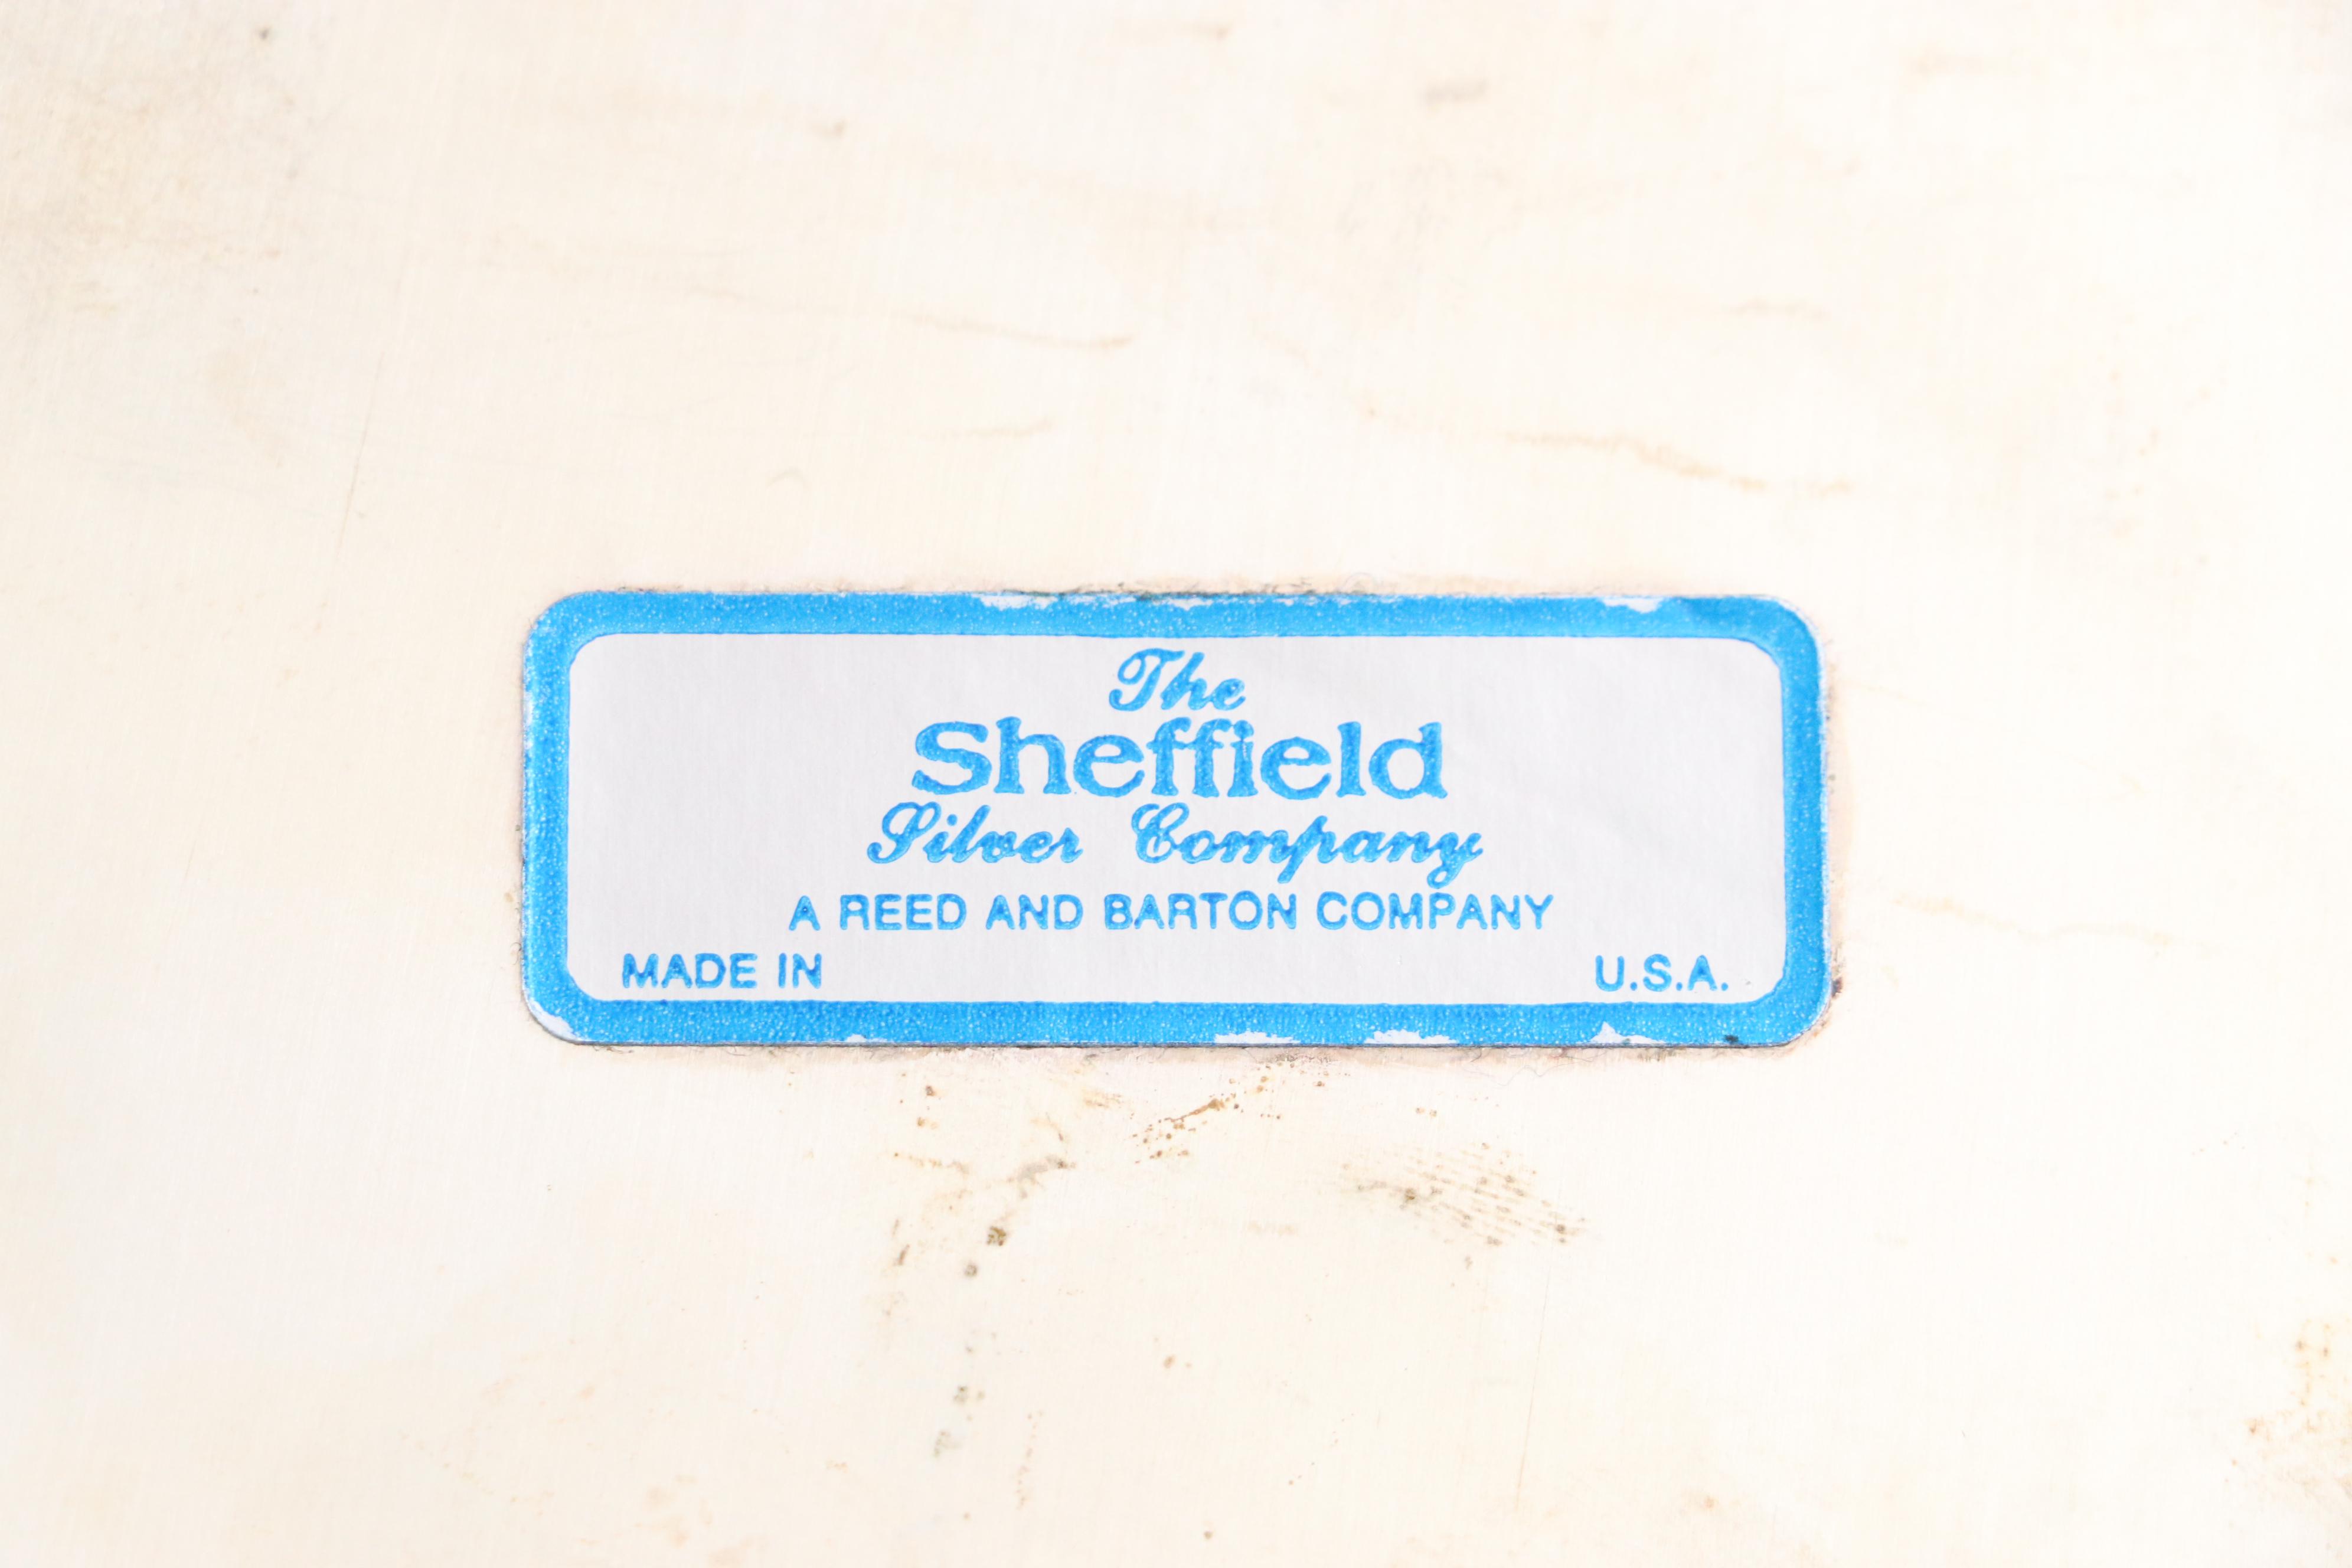 The
Sheffield
Silver Company
A REED AND BARTON COMPANY
MADE IN U.S.A.